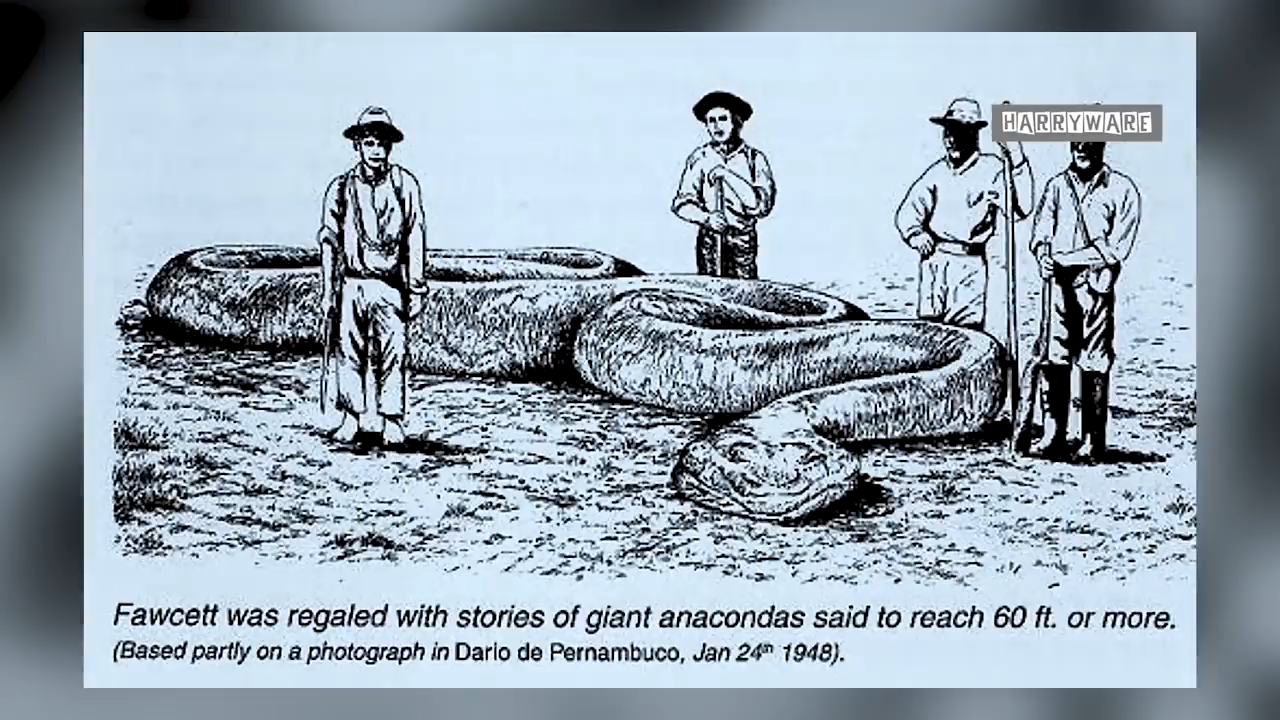 HARRYWARE
Fawcett was regaled with stories of giant anacondas said to reach 60 ft. or more.
(Based partly on a photograph in Dario de Pernambuco, Jan 24th 1948).